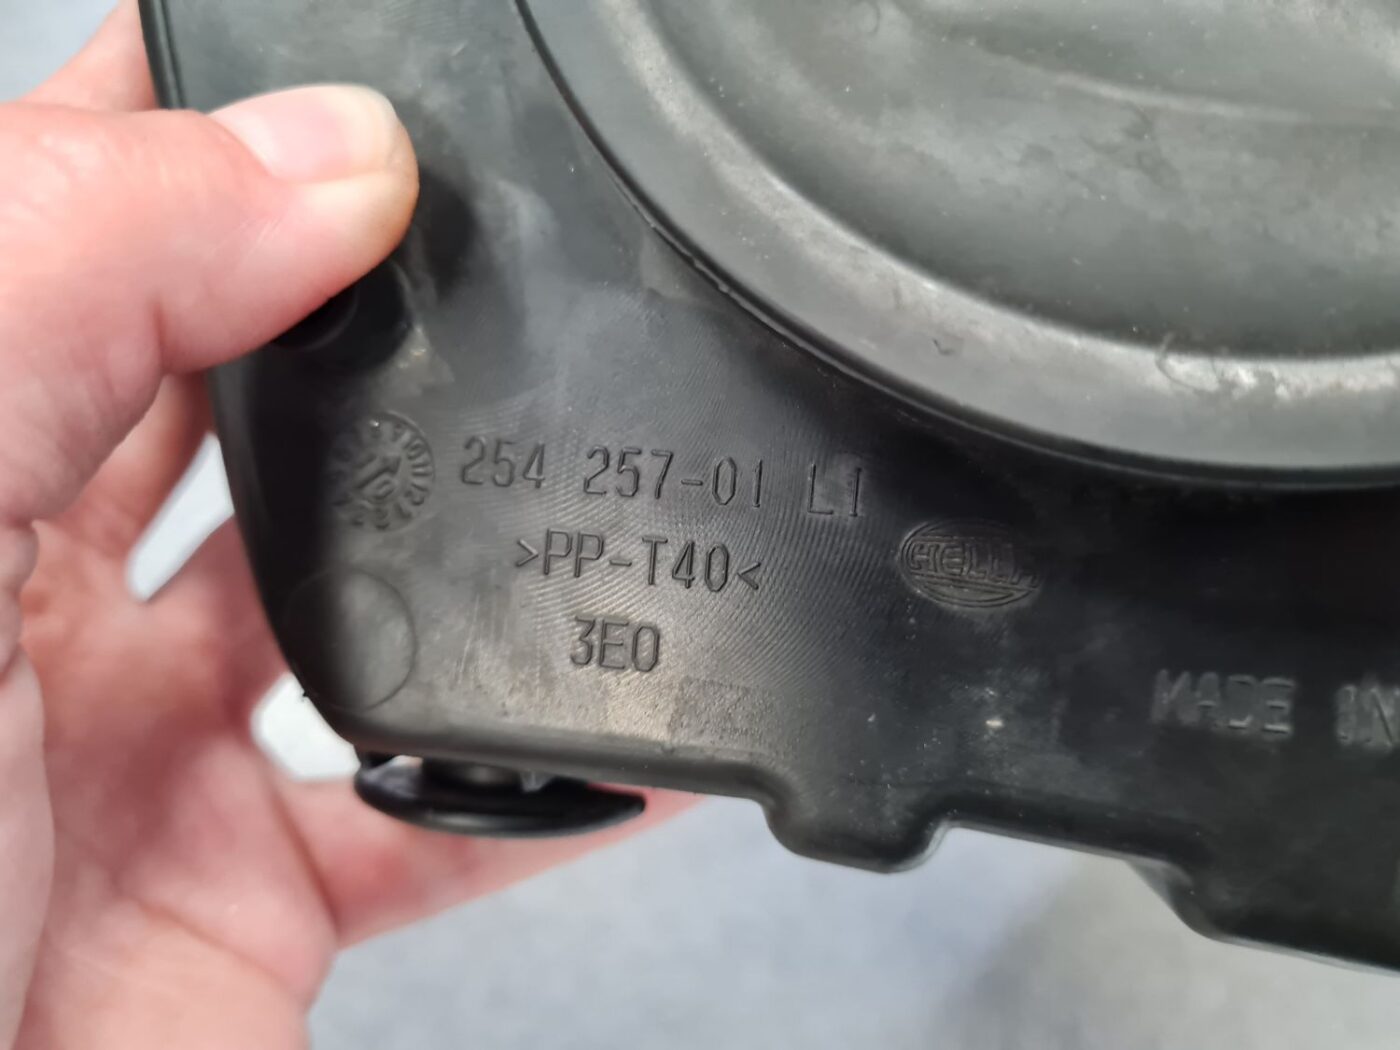 254 257-01 LI
>PP-T40<
3E0
HELLA
MADE IN